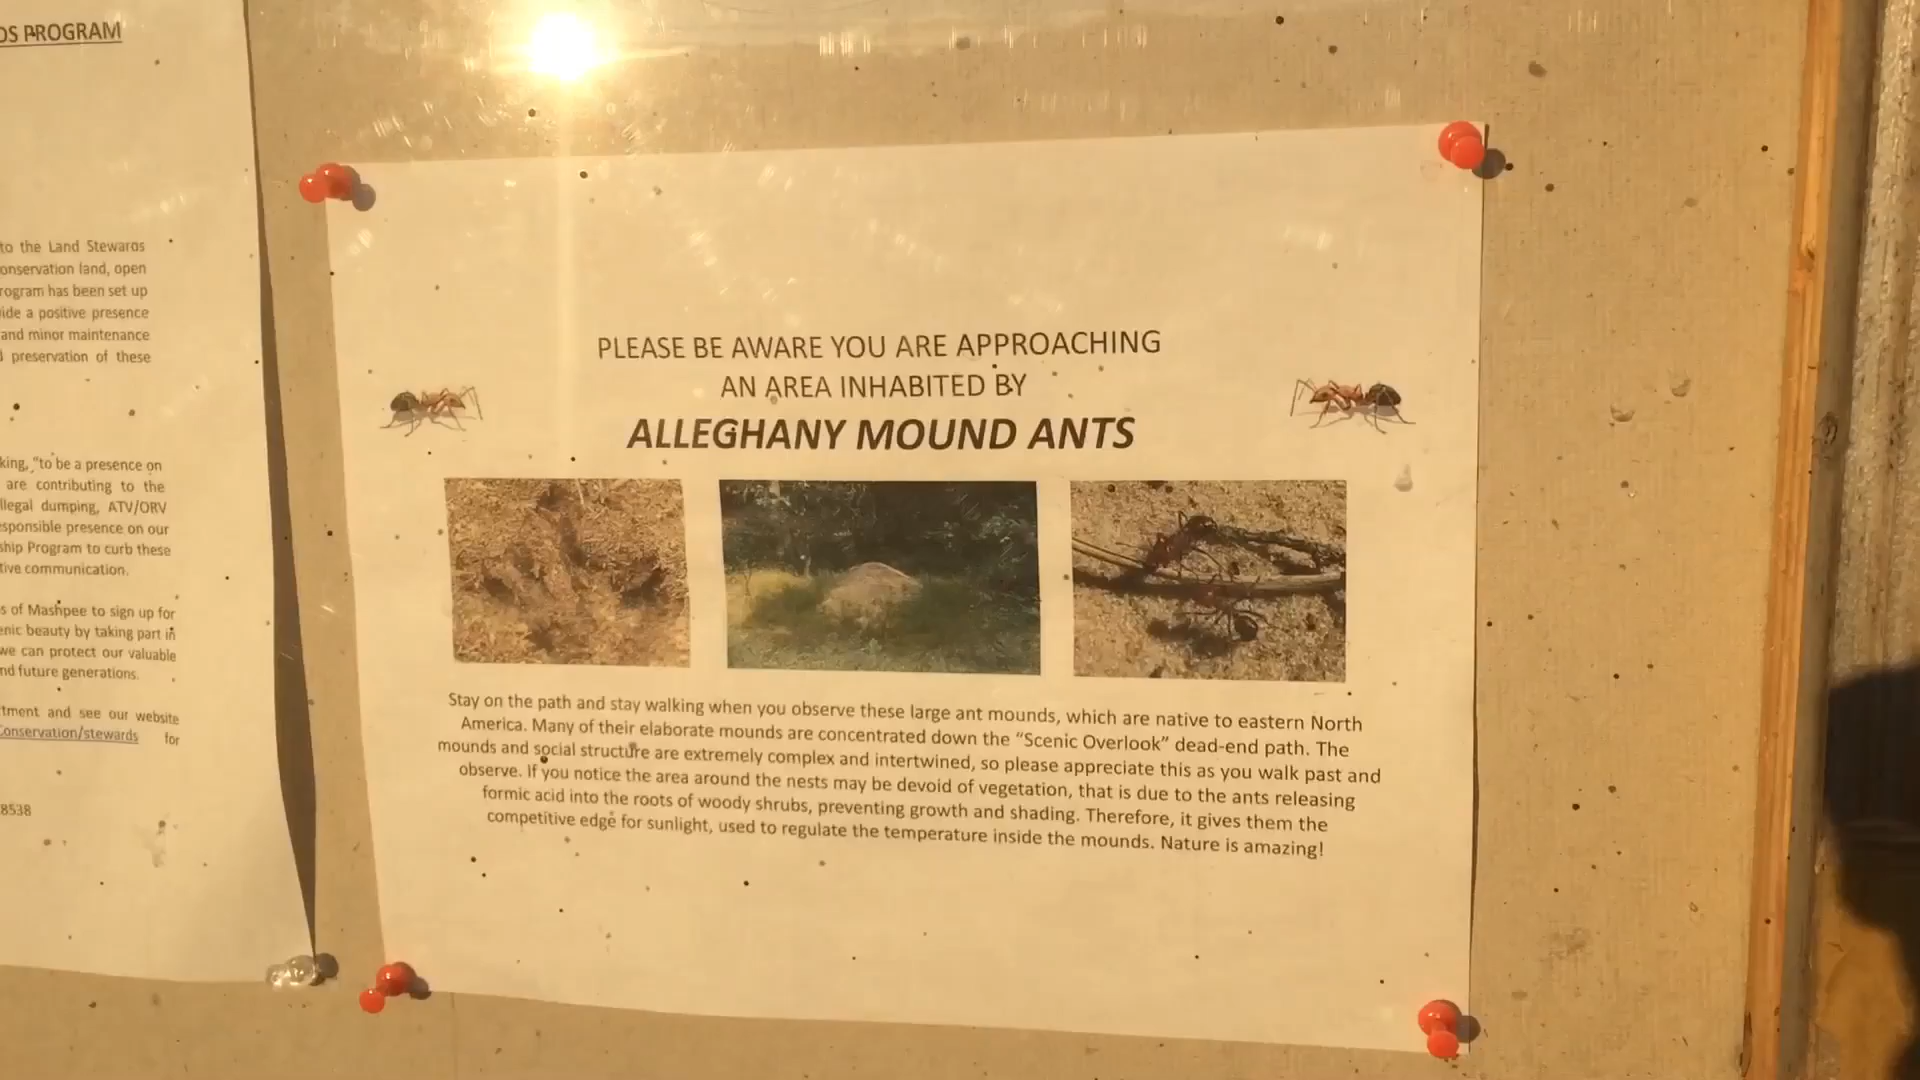 PROGRAM
to the Land Stewards
onservation land, open
rogram has been set up
ide a positive presence
and minor maintenance
preservation of these
king, "to be a presence on
are contributing to the
llegal dumping, ATV/ORV
esponsible presence on our
ship Program to curb these
tive communication.
s of Mashpee to sign up for
enic beauty by taking part in
we can protect our valuable
nd future generations.
tment and see our website
Conservation/stewards for
8538
PLEASE BE AWARE YOU ARE APPROACHING
AN AREA INHABITED BY
ALLEGHANY MOUND ANTS
Stay on the path and stay walking when you observe these large ant mounds, which are native to eastern North
America. Many of their elaborate mounds are concentrated down the “Scenic Overlook” dead-end path. The
mounds and social structure are extremely complex and intertwined, so please appreciate this as you walk past and
observe. If you notice the area around the nests may be devoid of vegetation, that is due to the ants releasing
formic acid into the roots of woody shrubs, preventing growth and shading. Therefore, it gives them the
competitive edge for sunlight, used to regulate the temperature inside the mounds. Nature is amazing!